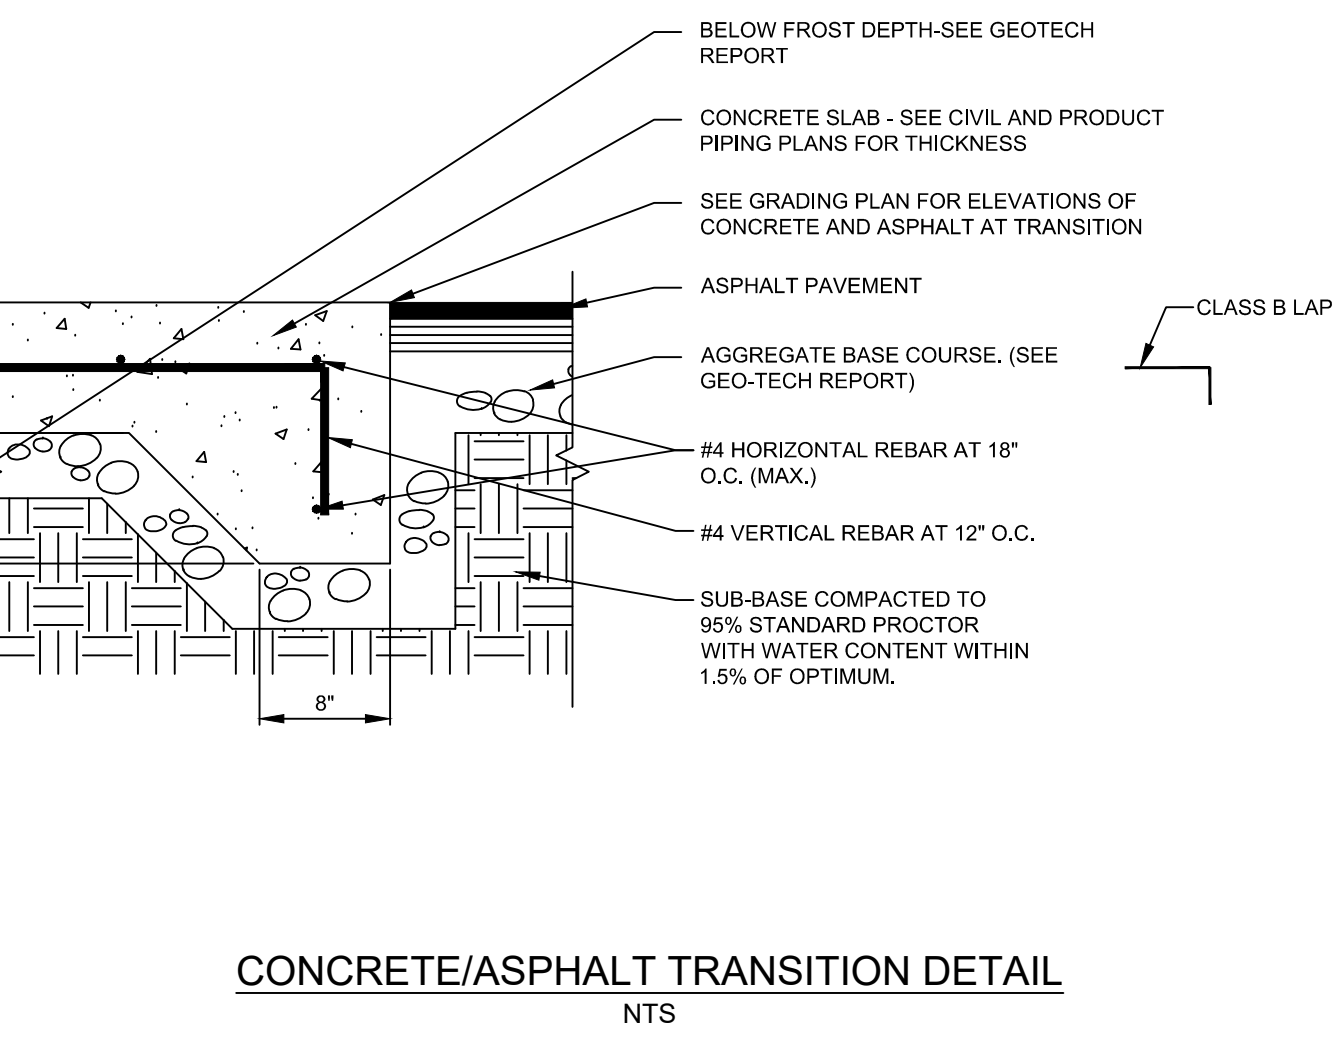 BELOW FROST DEPTH-SEE GEOTECH
REPORT
CONCRETE SLAB - SEE CIVIL AND PRODUCT
PIPING PLANS FOR THICKNESS
SEE GRADING PLAN FOR ELEVATIONS OF
CONCRETE AND ASPHALT AT TRANSITION
ASPHALT PAVEMENT
CLASS B LAP
AGGREGATE BASE COURSE. (SEE
GEO-TECH REPORT)
#4 HORIZONTAL REBAR AT 18"
O.C. (MAX.)
#4 VERTICAL REBAR AT 12" O.C.
SUB-BASE COMPACTED TO
95% STANDARD PROCTOR
WITH WATER CONTENT WITHIN
1.5% OF OPTIMUM.
8"
CONCRETE/ASPHALT TRANSITION DETAIL
NTS